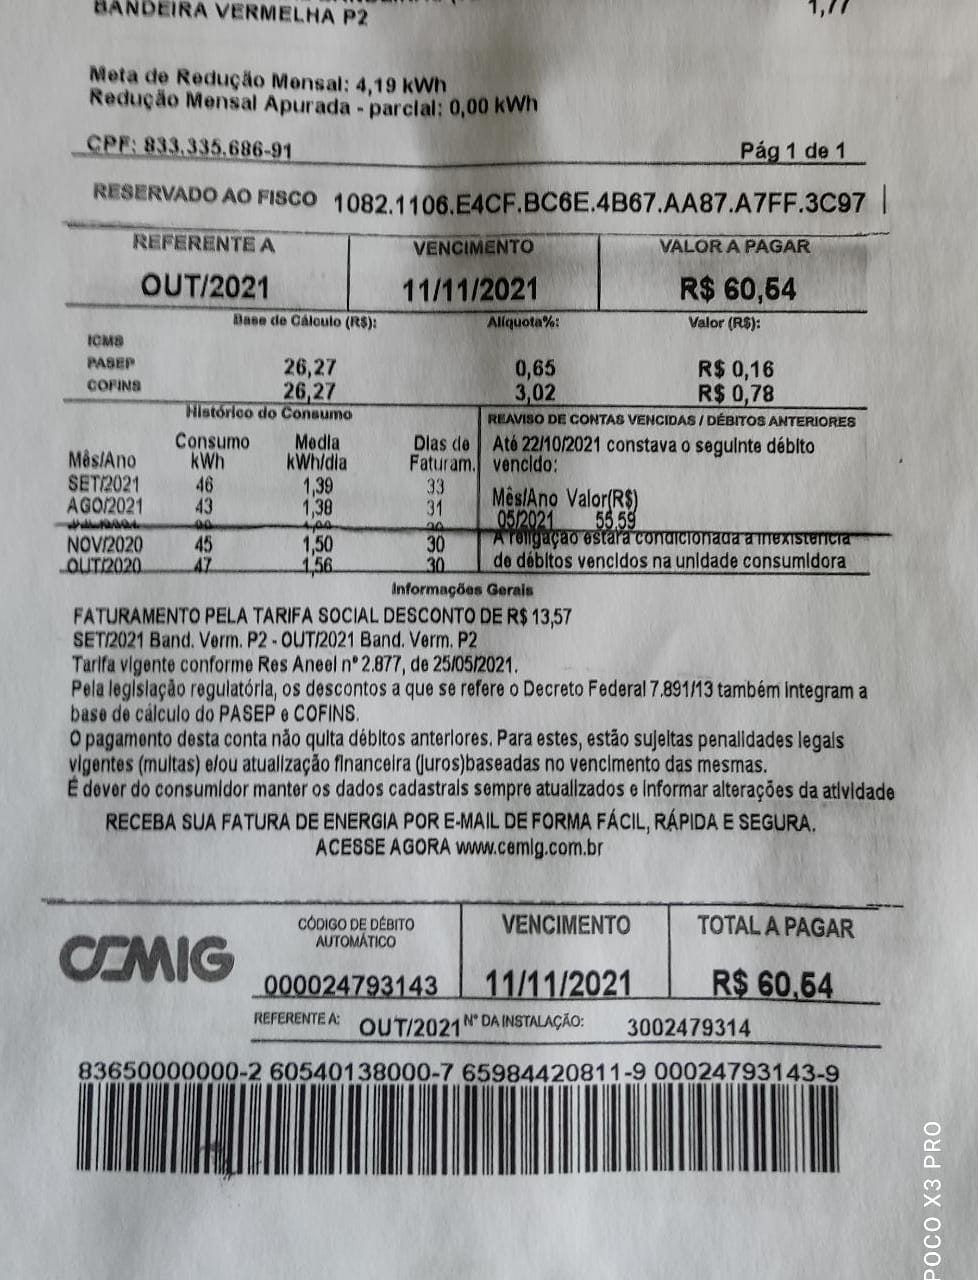 BANDEIRA VERMELHA P2 1,77
Meta de Redução Mensal: 4,19 kWh
Redução Mensal Apurada - parcial: 0,00 kWh
CPF: 833.335.686-91 Pág 1 de 1
RESERVADO AO FISCO 1082.1106.E4CF.BC6E.4B67.AA87.A7FF.3C97
REFERENTE A VENCIMENTO VALOR A PAGAR
OUT/2021 11/11/2021 R$ 60,54
Base de Cálculo (R$): Alíquota%: Valor (R$):
ICMS
PASEP 26,27 0,65 R$ 0,16
COFINS 26,27 3,02 R$ 0,78
Histórico do Consumo
Mês/Ano Consumo kWh Media kWh/dia Dias de Faturam.
SET/2021 46 1,39 33
AGO/2021 43 1,38 31
NOV/2020 45 1,50 30
OUT/2020 47 1,56 30
REAVISO DE CONTAS VENCIDAS / DÉBITOS ANTERIORES
Até 22/10/2021 constava o seguinte débito
vencido:
Mês/Ano Valor(R$)
05/2021 55,59
A religação estará condicionada à inexistência
de débitos vencidos na unidade consumidora
Informações Gerais
FATURAMENTO PELA TARIFA SOCIAL DESCONTO DE R$ 13,57
SET/2021 Band. Verm. P2 - OUT/2021 Band. Verm. P2
Tarifa vigente conforme Res Aneel nº 2.877, de 25/05/2021.
Pela legislação regulatória, os descontos a que se refere o Decreto Federal 7.891/13 também integram a
base de cálculo do PASEP e COFINS.
O pagamento desta conta não quita débitos anteriores. Para estes, estão sujeitas penalidades legais
vigentes (multas) e/ou atualização financeira (juros)baseadas no vencimento das mesmas.
É dever do consumidor manter os dados cadastrais sempre atualizados e informar alterações da atividade
RECEBA SUA FATURA DE ENERGIA POR E-MAIL DE FORMA FÁCIL, RÁPIDA E SEGURA.
ACESSE AGORA www.cemig.com.br
CEMIG
CÓDIGO DE DÉBITO
AUTOMÁTICO
000024793143
VENCIMENTO
11/11/2021
TOTAL A PAGAR
R$ 60,54
REFERENTE A: OUT/2021 Nº DA INSTALAÇÃO: 3002479314
83650000000-2 60540138000-7 65984420811-9 00024793143-9
POCO X3 PRO